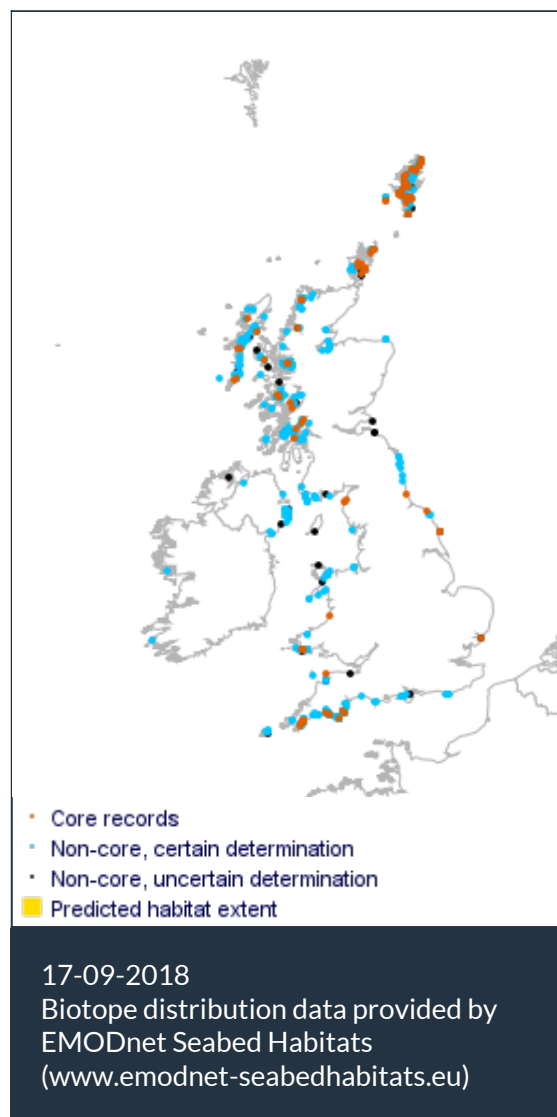 Core records
Non-core, certain determination
Non-core, uncertain determination
Predicted habitat extent
17-09-2018
Biotope distribution data provided by
EMODnet Seabed Habitats
(www.emodnet-seabedhabitats.eu)